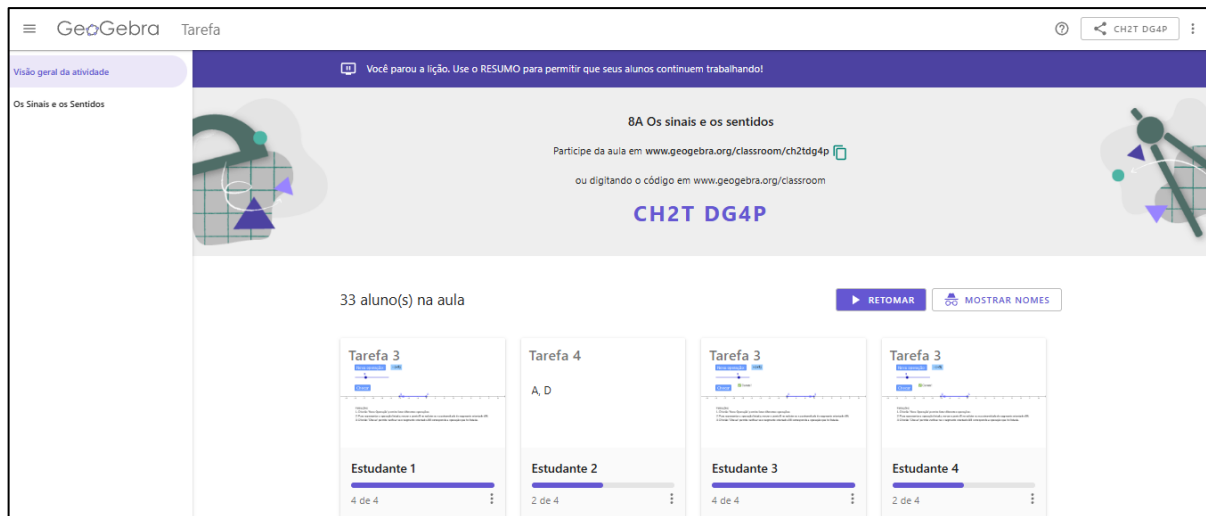 GeoGebra Tarefa
CH2T DG4P
Visão geral da atividade
Os Sinais e os Sentidos
Você parou a lição. Use o RESUMO para permitir que seus alunos continuem trabalhando!
8A Os sinais e os sentidos
Participe da aula em www.geogebra.org/classroom/ch2tdg4p
ou digitando o código em www.geogebra.org/classroom
CH2T DG4P
33 aluno(s) na aula
RETOMAR
MOSTRAR NOMES
Tarefa 3
Estudante 1
4 de 4
Tarefa 4
A, D
Estudante 2
2 de 4
Tarefa 3
Estudante 3
4 de 4
Tarefa 3
Estudante 4
2 de 4